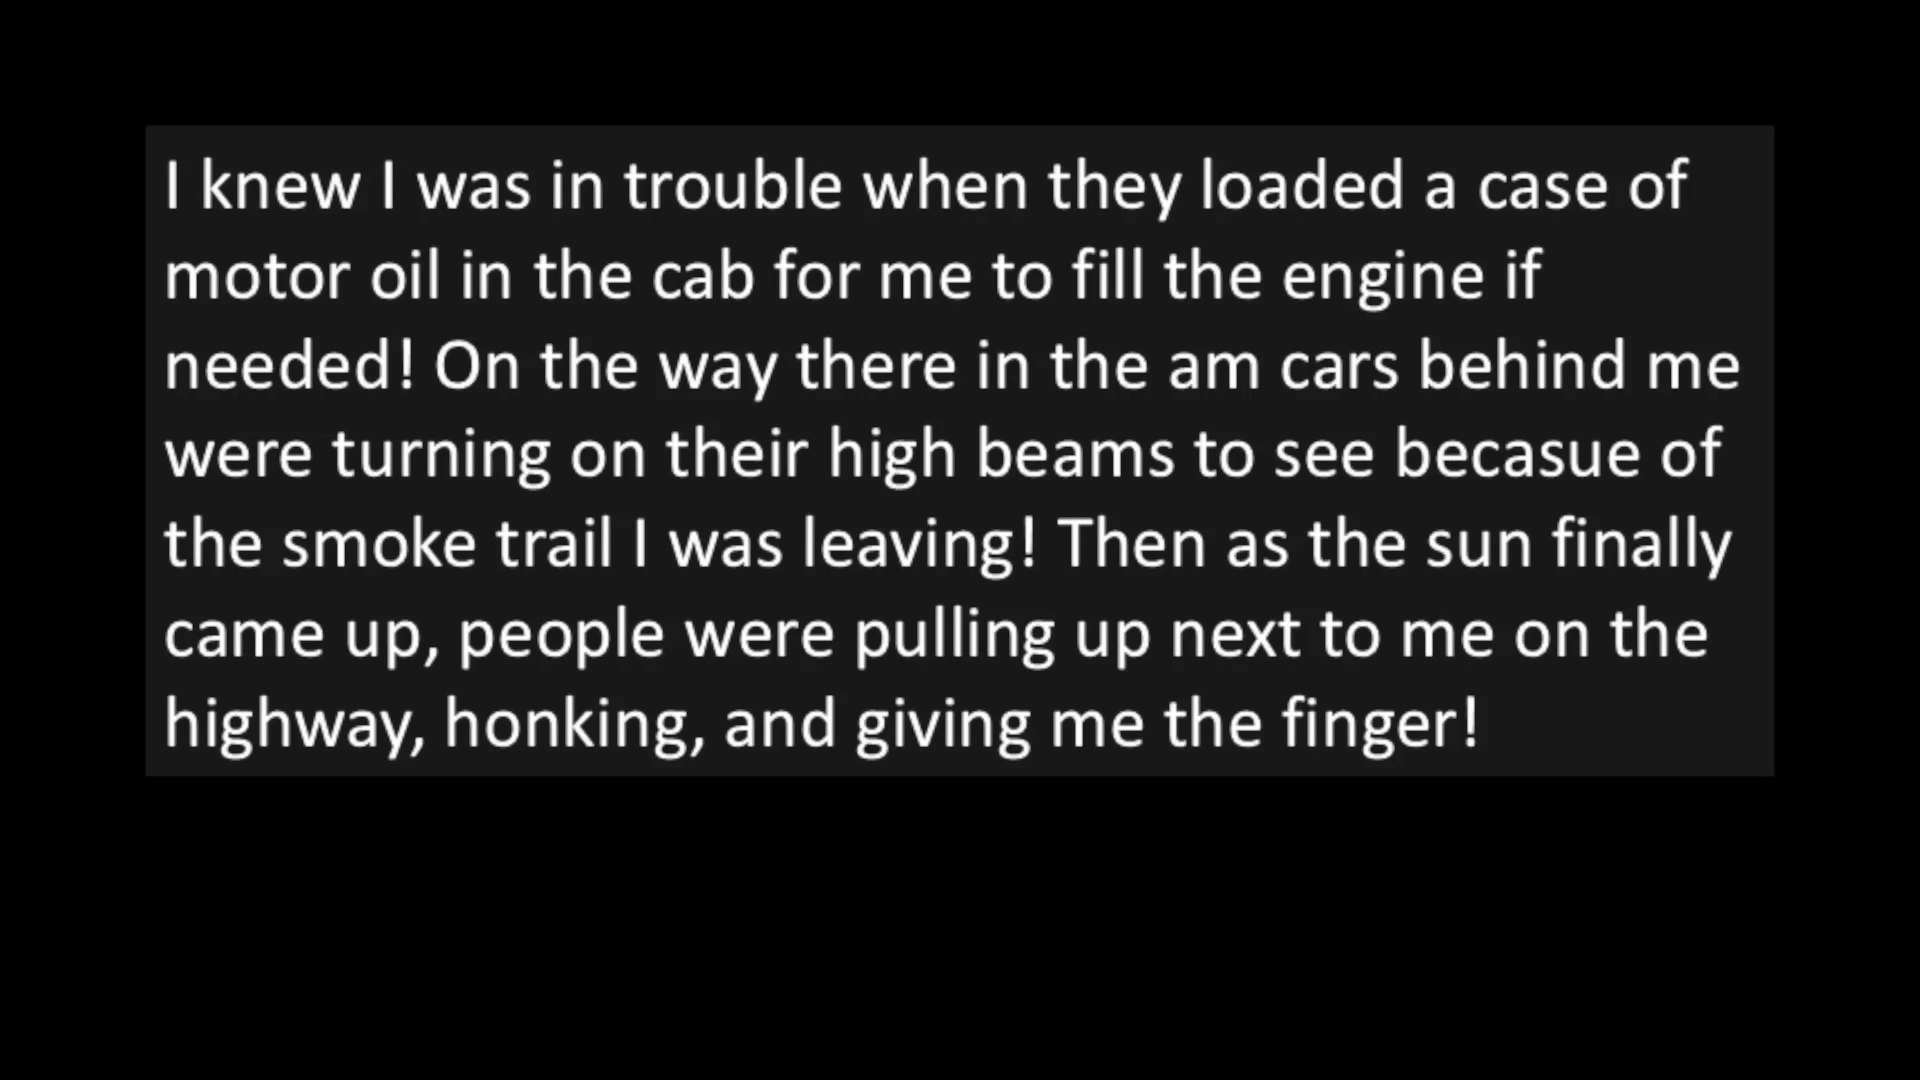 I knew I was in trouble when they loaded a case of
motor oil in the cab for me to fill the engine if
needed! On the way there in the am cars behind me
were turning on their high beams to see becasue of
the smoke trail I was leaving! Then as the sun finally
came up, people were pulling up next to me on the
highway, honking, and giving me the finger!